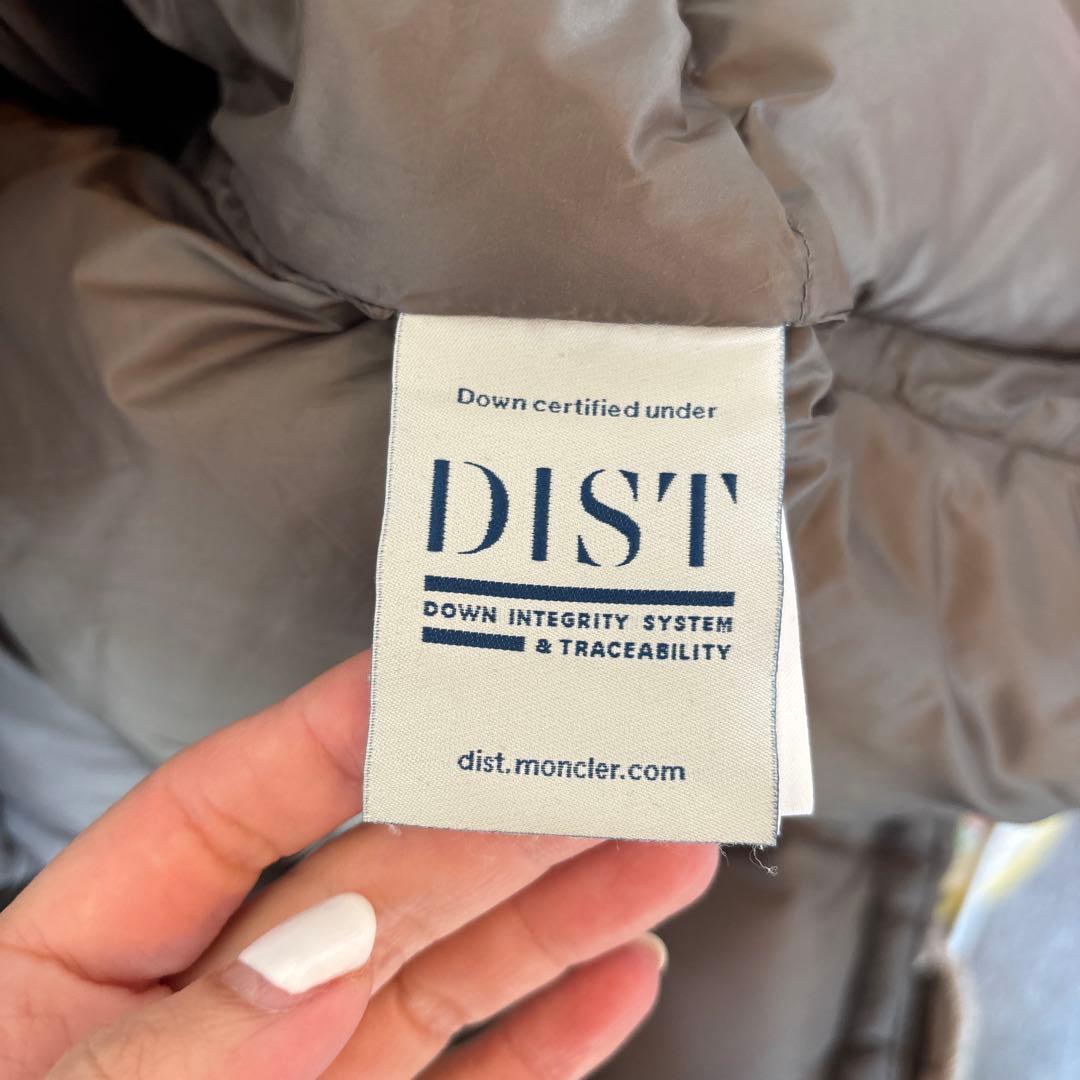 Down certified under
DIST
DOWN INTEGRITY SYSTEM
& TRACEABILITY
dist.moncler.com